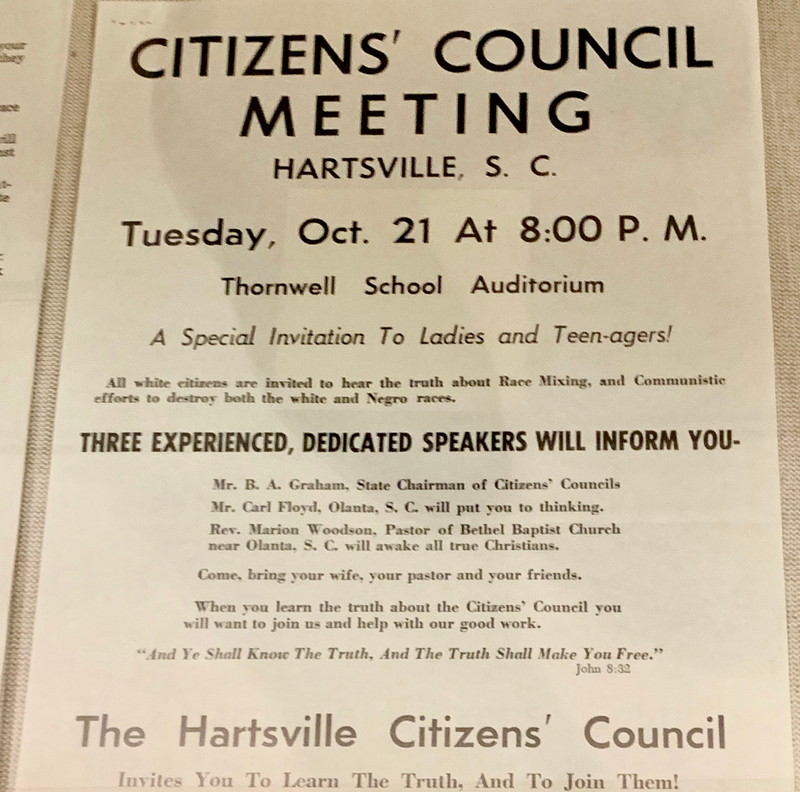 your
they
CITIZENS' COUNCIL
MEETING
HARTSVILLE, S. C.
Tuesday, Oct. 21 At 8:00 P. M.
Thornwell School Auditorium
A Special Invitation To Ladies and Teen-agers!
All white citizens are invited to hear the truth about Race Mixing, and Communistic
efforts to destroy both the white and Negro races.
THREE EXPERIENCED, DEDICATED SPEAKERS WILL INFORM YOU-
Mr. B. A. Graham, State Chairman of Citizens' Councils
Mr. Carl Floyd, Olanta, S. C. will put you to thinking.
Rev. Marion Woodson, Pastor of Bethel Baptist Church
near Olanta, S. C. will awake all true Christians.
Come, bring your wife, your pastor and your friends.
When you learn the truth about the Citizens' Council you
will want to join us and help with our good work.
"And Ye Shall Know The Truth, And The Truth Shall Make You Free."
John 8:32
The Hartsville Citizens' Council
Invites You To Learn The Truth, And To Join Them!